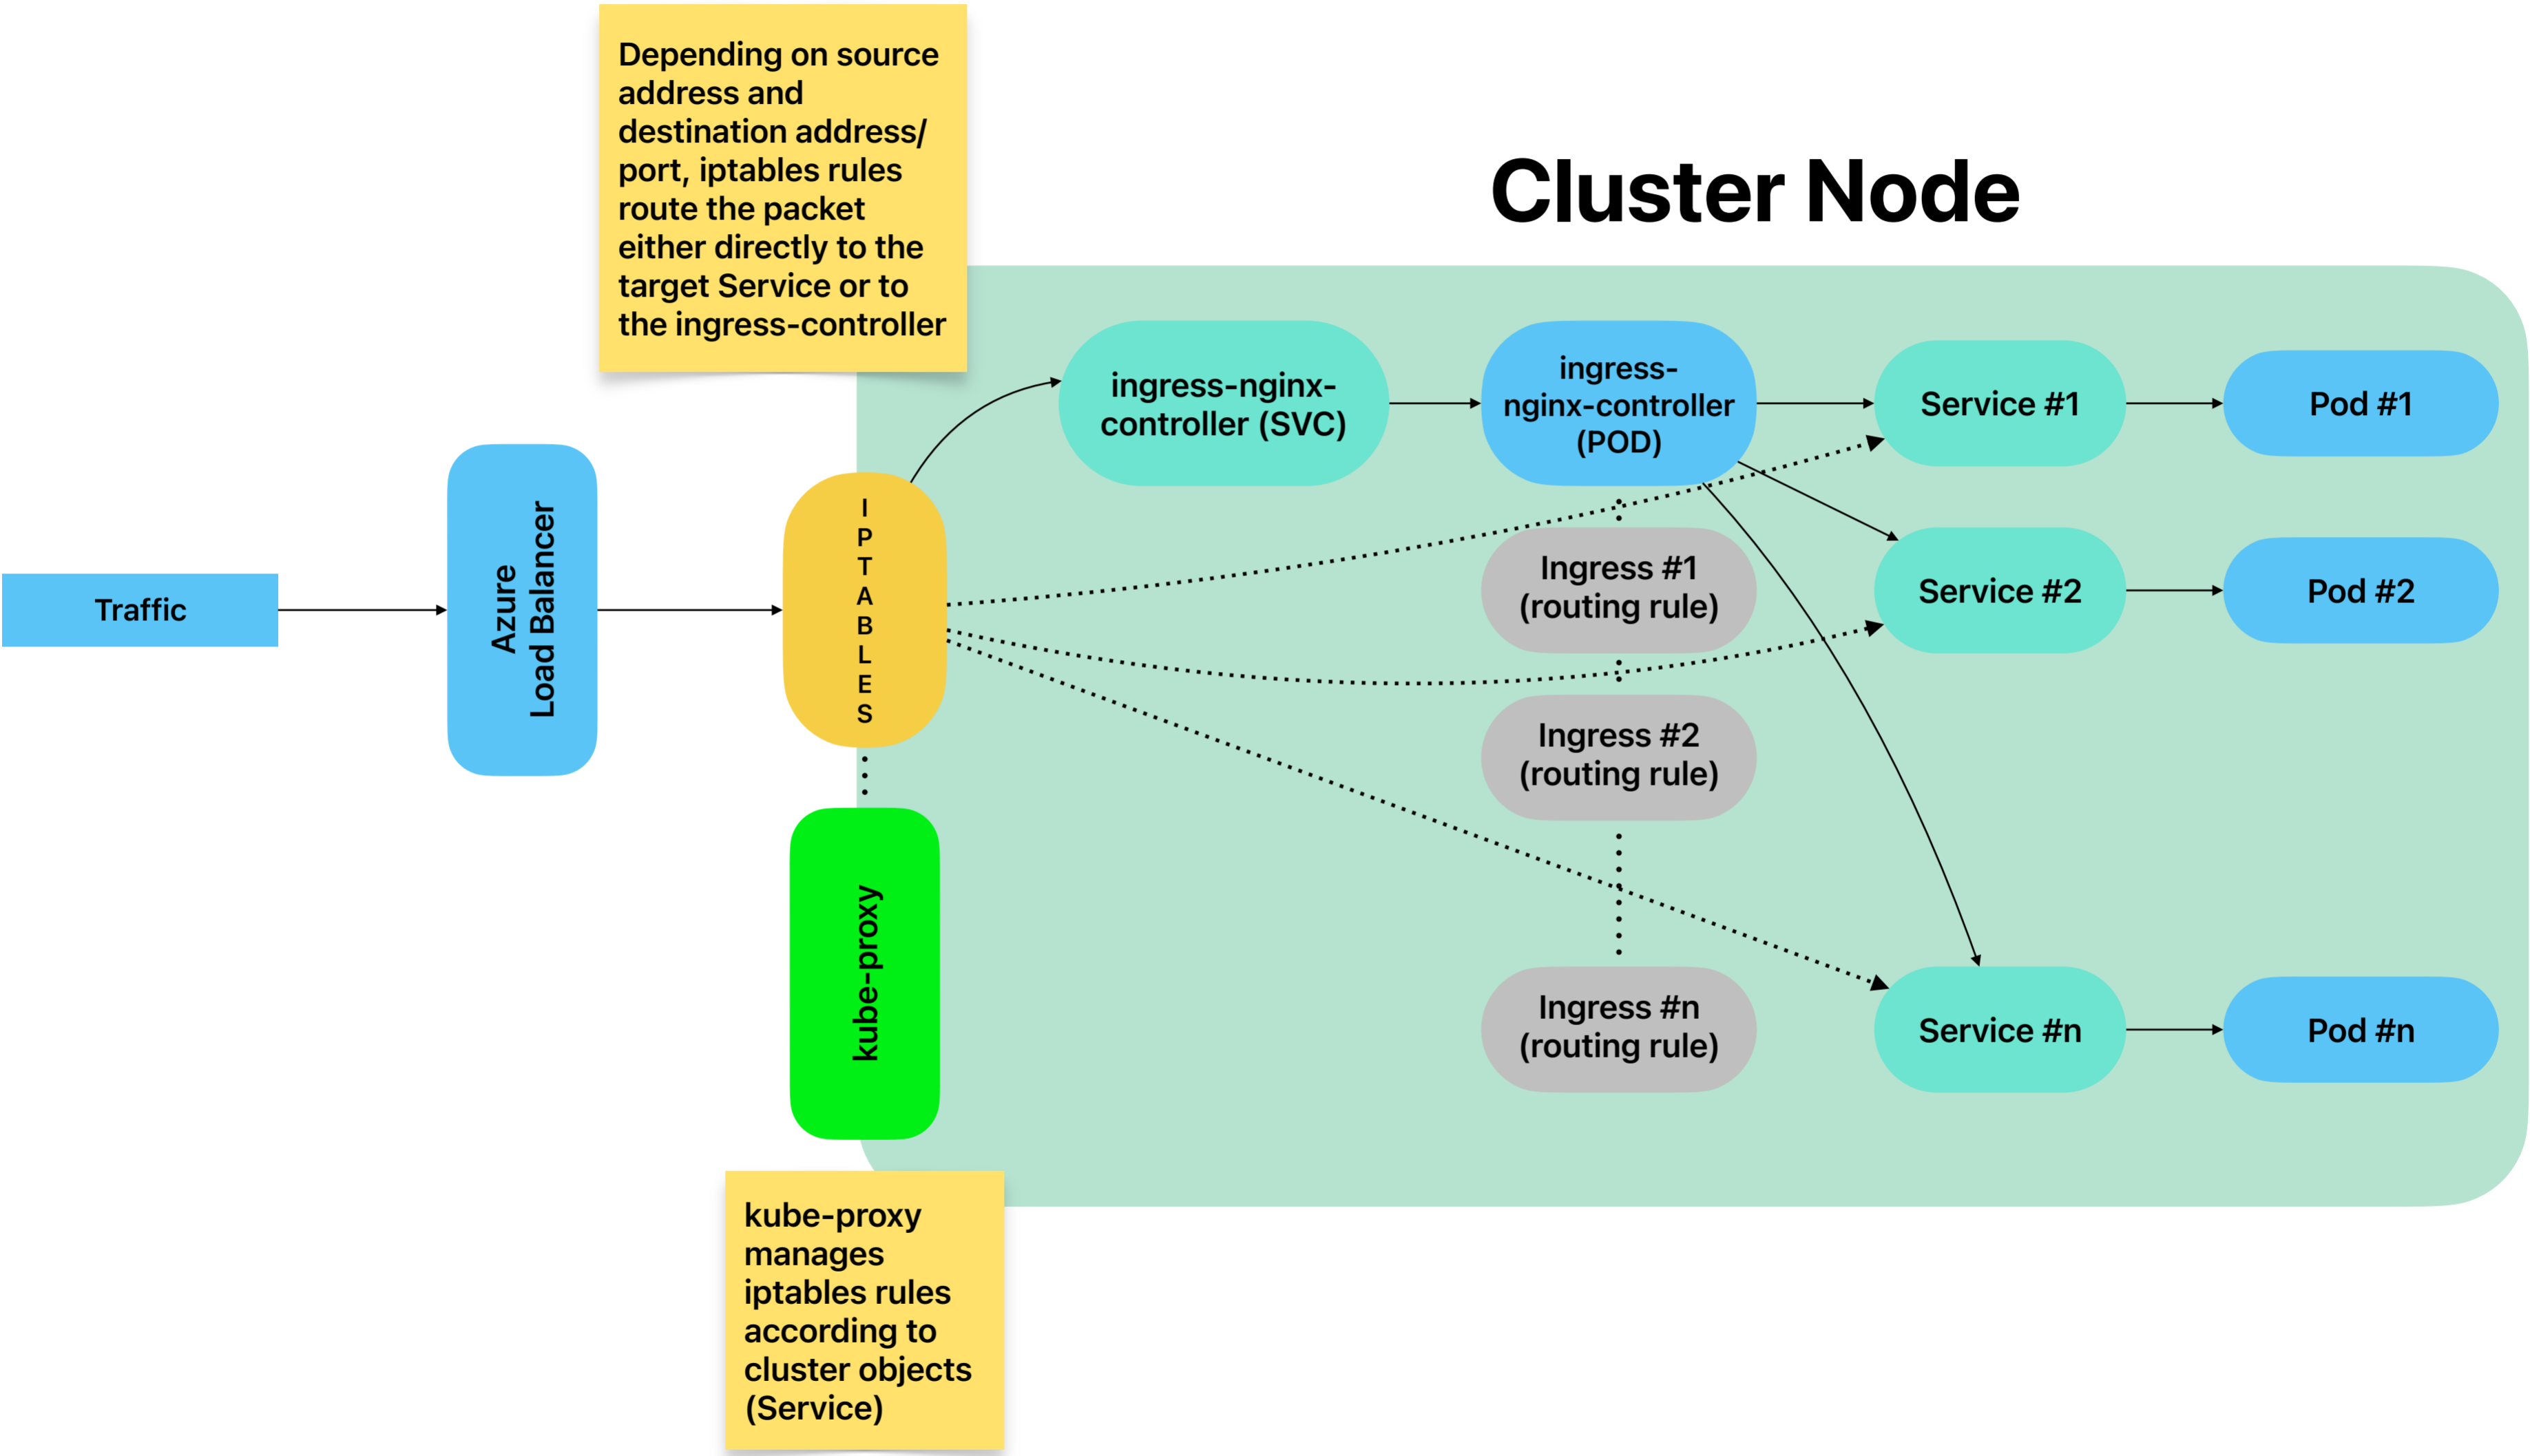 Depending on source
address and
destination address/
port, iptables rules
route the packet
either directly to the
target Service or to
the ingress-controller
Cluster Node
Traffic
Azure
Load Balancer
I
P
T
A
B
L
E
S
ingress-nginx-
controller (SVC)
ingress-
nginx-controller
(POD)
Service #1
Pod #1
Ingress #1
(routing rule)
Service #2
Pod #2
Ingress #2
(routing rule)
kube-proxy
Ingress #n
(routing rule)
Service #n
Pod #n
kube-proxy
manages
iptables rules
according to
cluster objects
(Service)